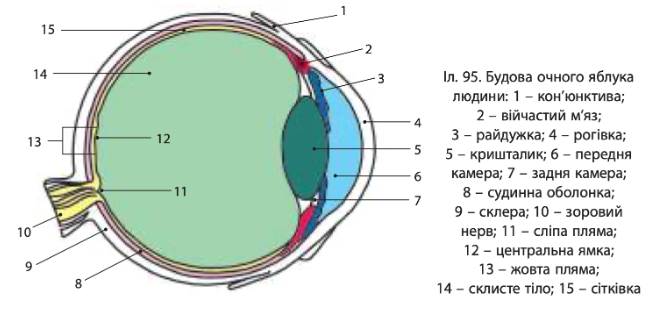 1
15
2
14
3
4
13
12
5
6
11
7
10
9
8
Іл. 95. Будова очного яблука
людини: 1 – кон'юнктива;
2 – війчастий м'яз;
3 – райдужка; 4 – рогівка;
5 – кришталик; 6 – передня
камера; 7 – задня камера;
8 – судинна оболонка;
9 – склера; 10 – зоровий
нерв; 11 – сліпа пляма;
12 – центральна ямка;
13 – жовта пляма;
14 – склисте тіло; 15 – сітківка